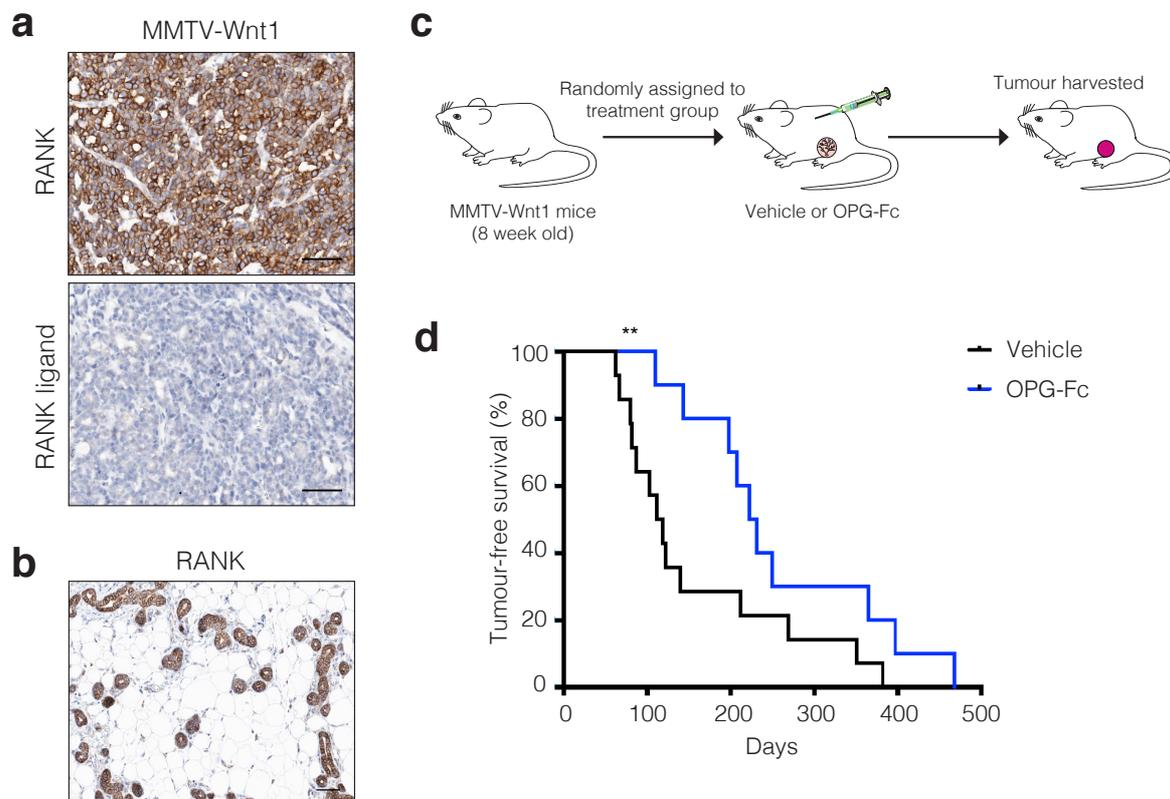 a
MMTV-Wnt1
RANK
RANK ligand
b
RANK
c
Randomly assigned to
treatment group
Tumour harvested
MMTV-Wnt1 mice
(8 week old)
Vehicle or OPG-Fc
d
**
Vehicle
OPG-Fc
Tumour-free survival (%)
100
80
60
40
20
0
0 100 200 300 400 500
Days